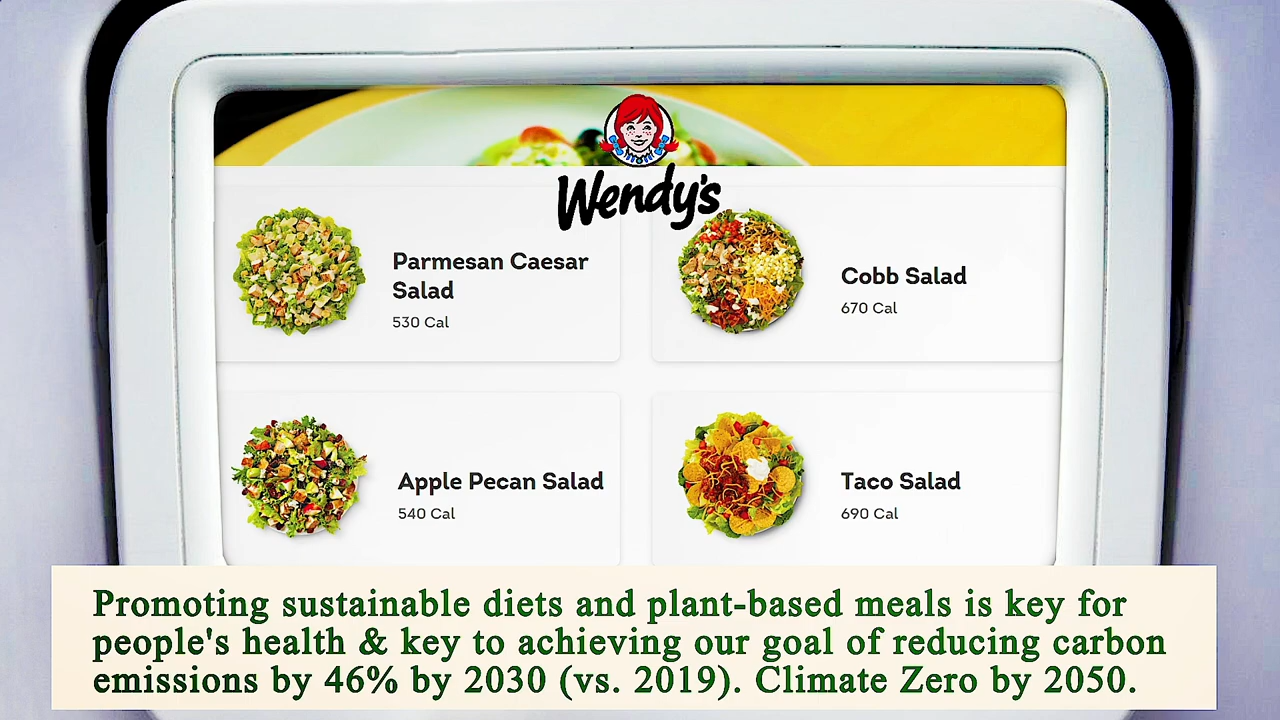 Wendy's
Parmesan Caesar
Salad
530 Cal
Cobb Salad
670 Cal
Apple Pecan Salad
540 Cal
Taco Salad
690 Cal
Promoting sustainable diets and plant-based meals is key for
people's health & key to achieving our goal of reducing carbon
emissions by 46% by 2030 (vs. 2019). Climate Zero by 2050.